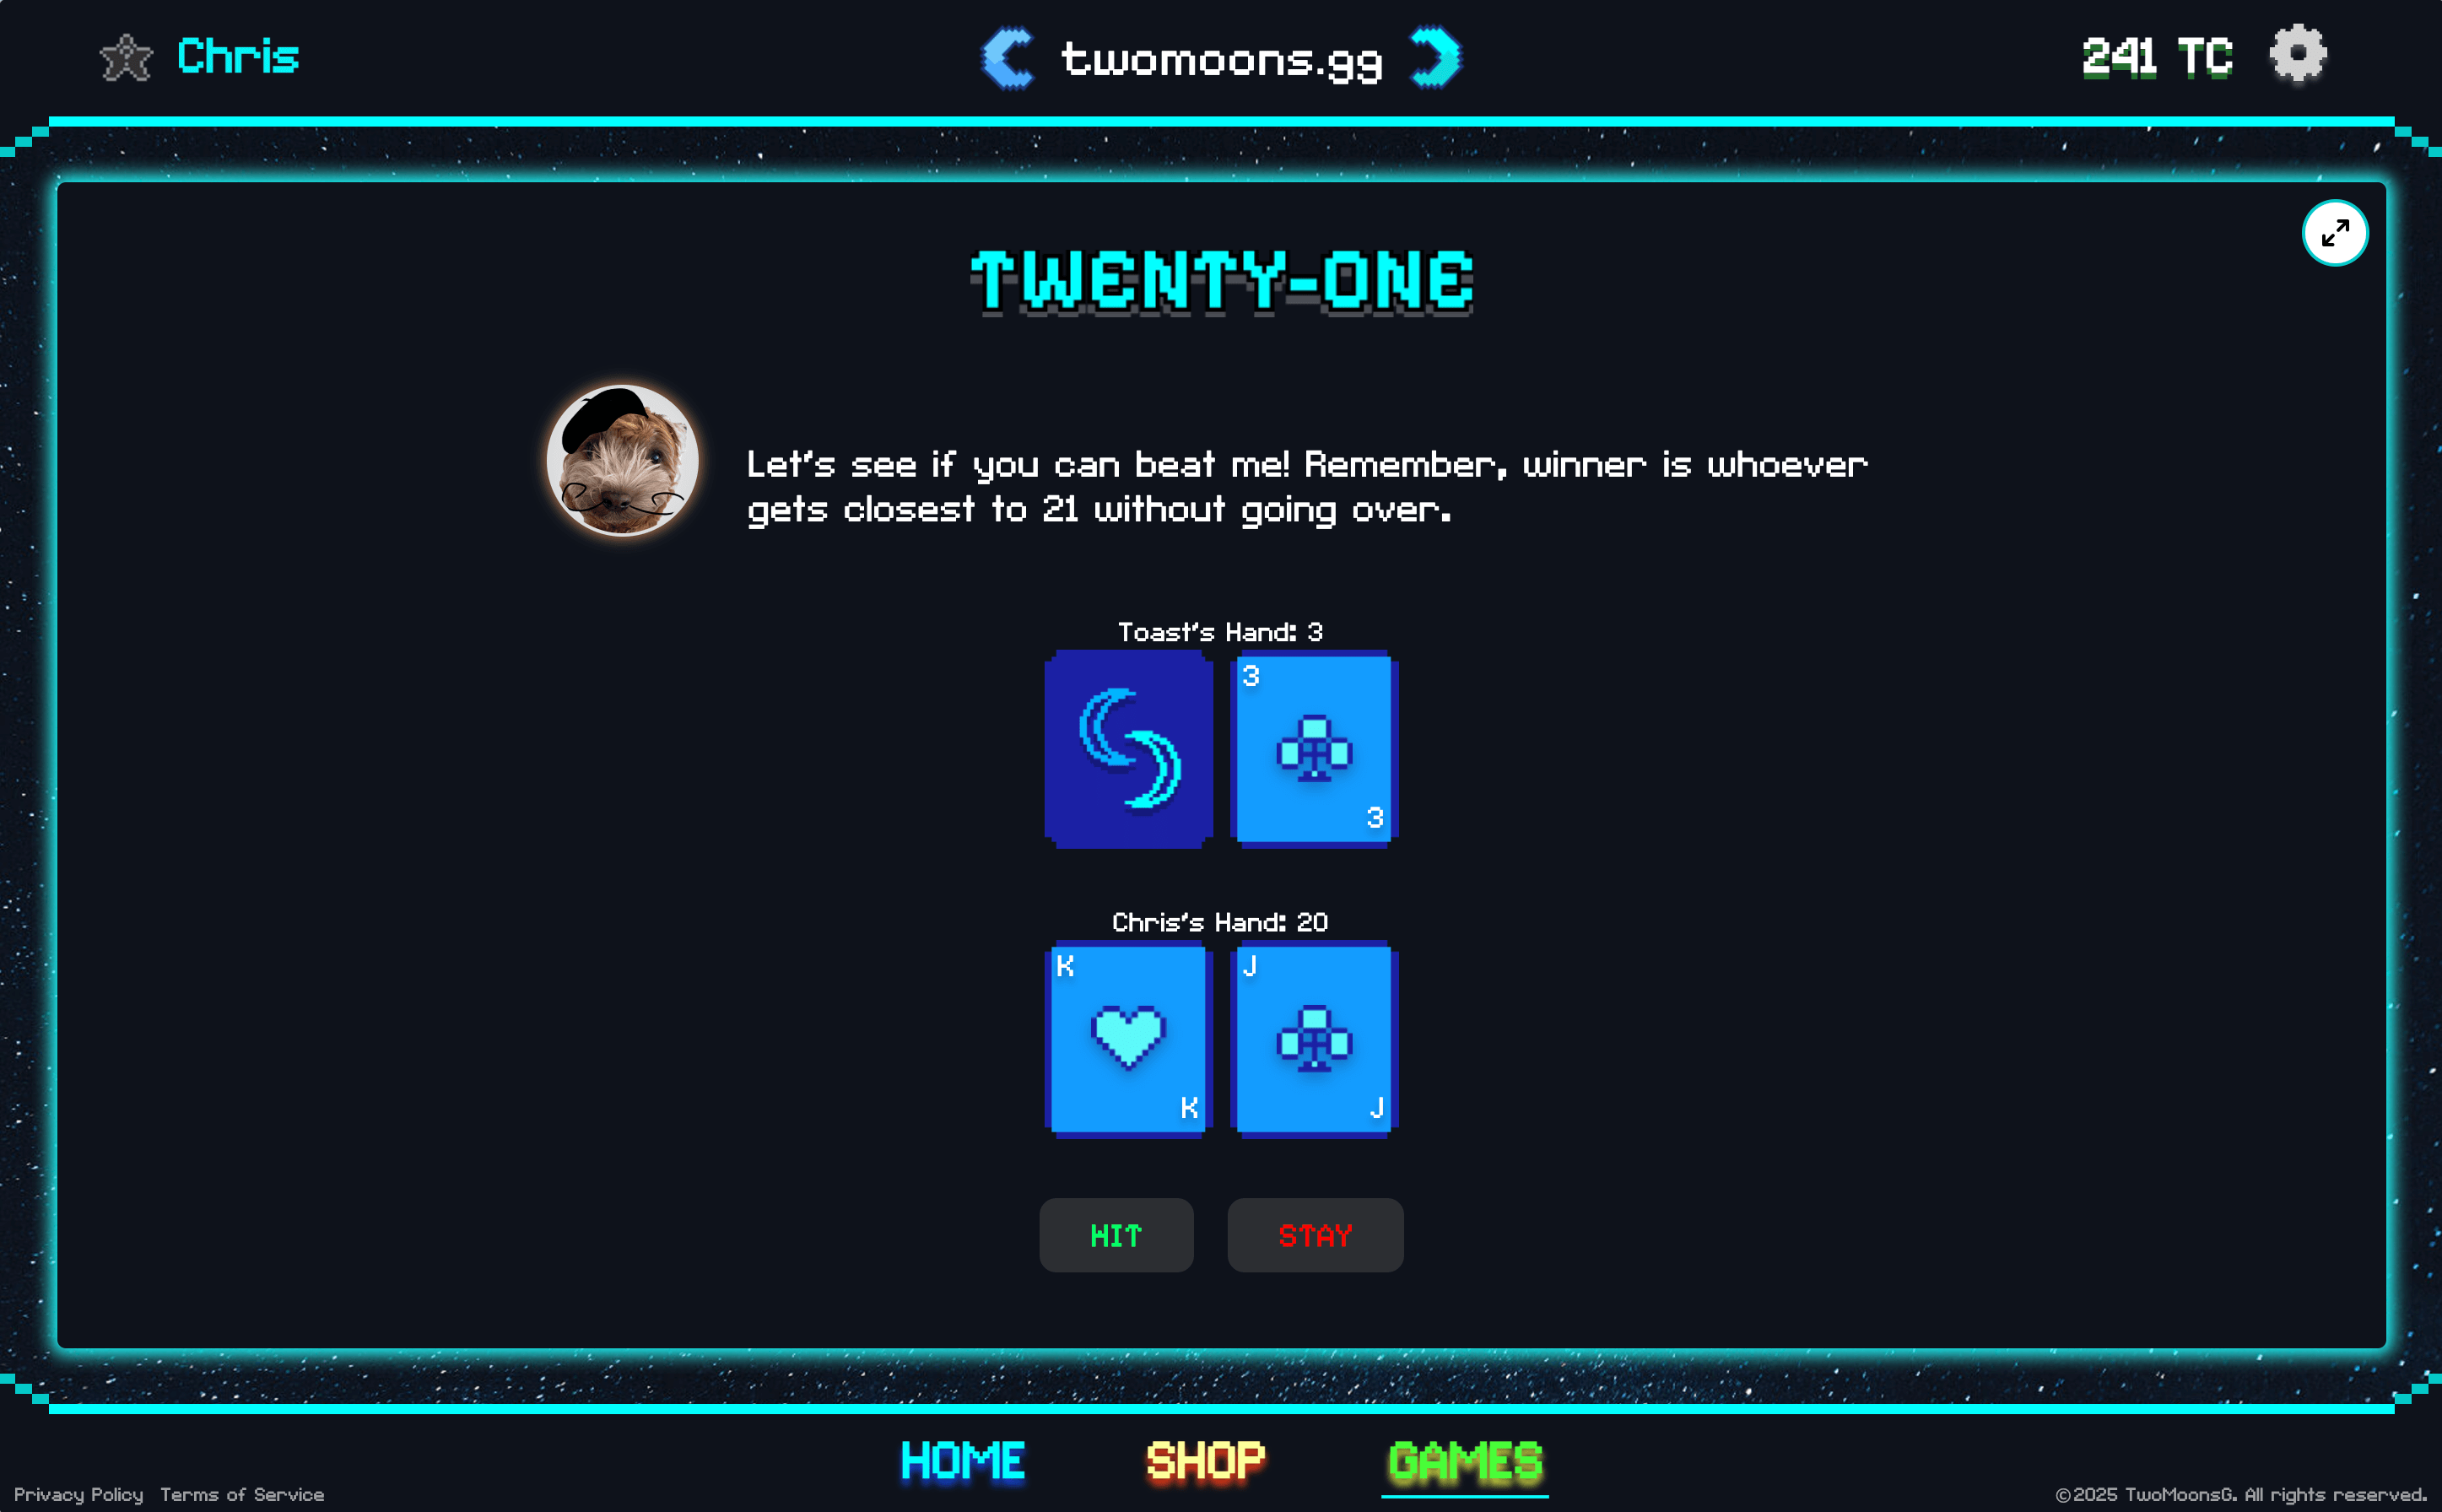 Chris
twomoons.gg
241 TC
TWENTY-ONE
Let's see if you can beat me! Remember, winner is whoever
gets closest to 21 without going over.
Toast's Hand: 3
3
3
Chris's Hand: 20
K
J
K
J
HIT
STAY
HOME
SHOP
GAMES
Privacy Policy
Terms of Service
©2025 TwoMoonsG. All rights reserved.